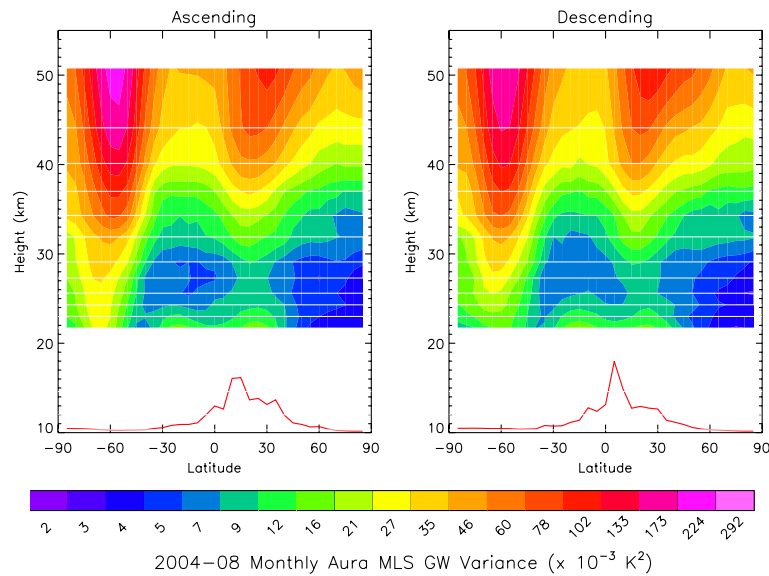 Ascending
Descending
50
40
30
20
10
Height (km)
−90 −60 −30 0 30 60 90
Latitude
50
40
30
20
10
Height (km)
−90 −60 −30 0 30 60 90
Latitude
2 3 4 5 7 9 12 16 21 27 35 46 60 78 102 133 173 224 292
2004−08 Monthly Aura MLS GW Variance (x 10⁻³ K²)